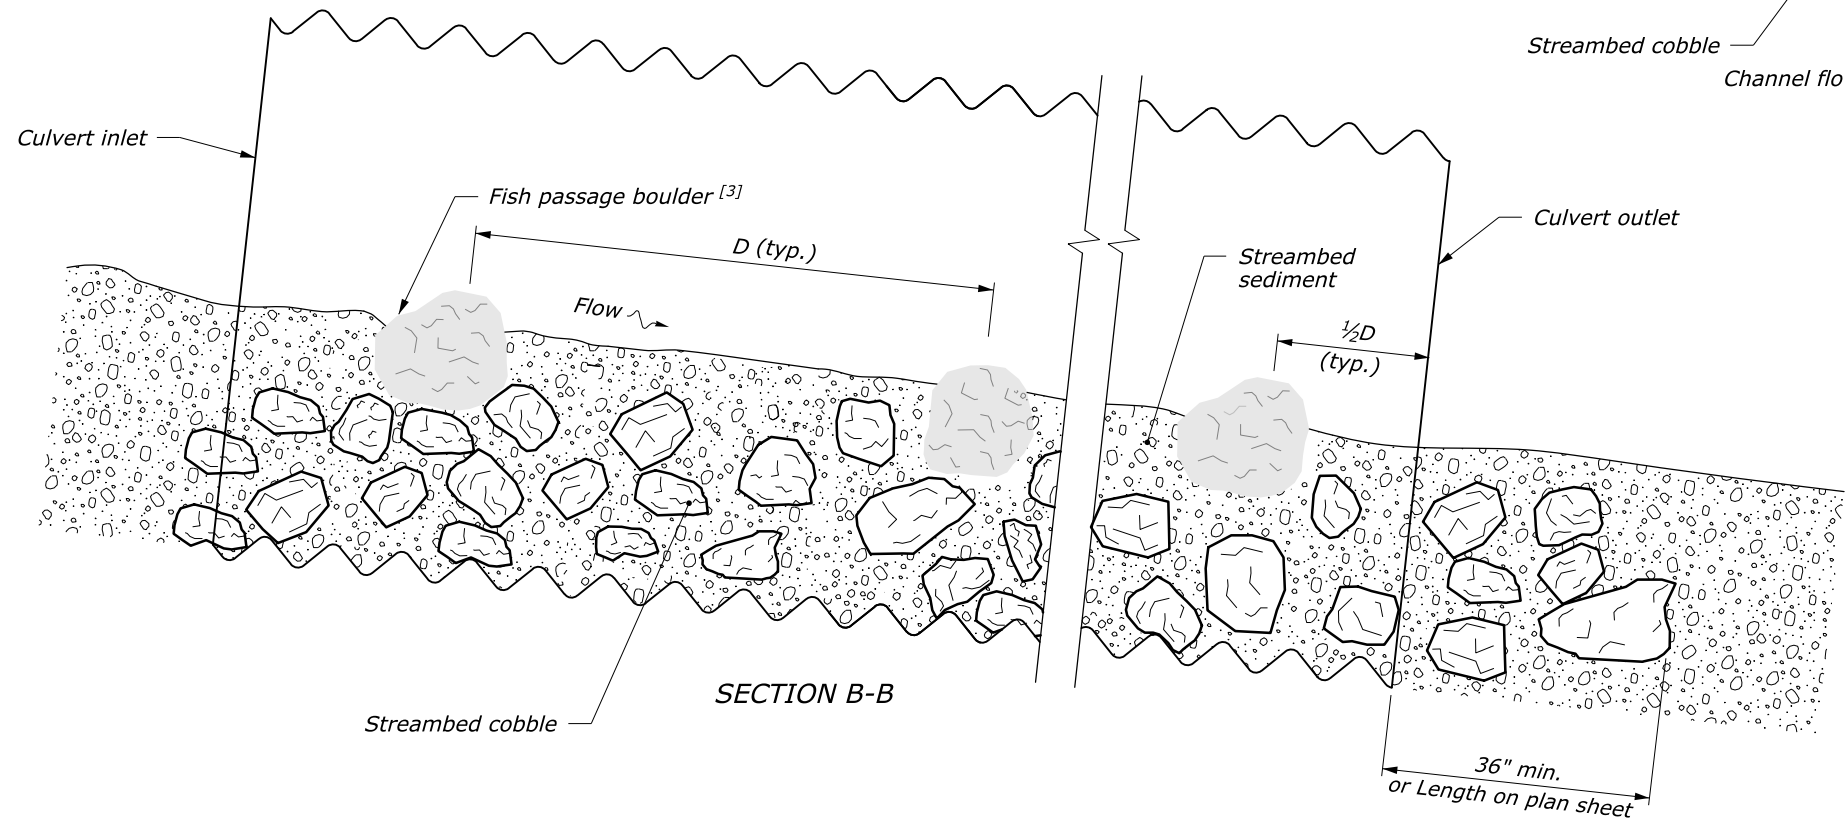 Streambed cobble
Channel flo
Culvert inlet
Fish passage boulder [3]
Culvert outlet
D (typ.)
Streambed
sediment
Flow
½D
(typ.)
SECTION B-B
Streambed cobble
36" min.
or Length on plan sheet